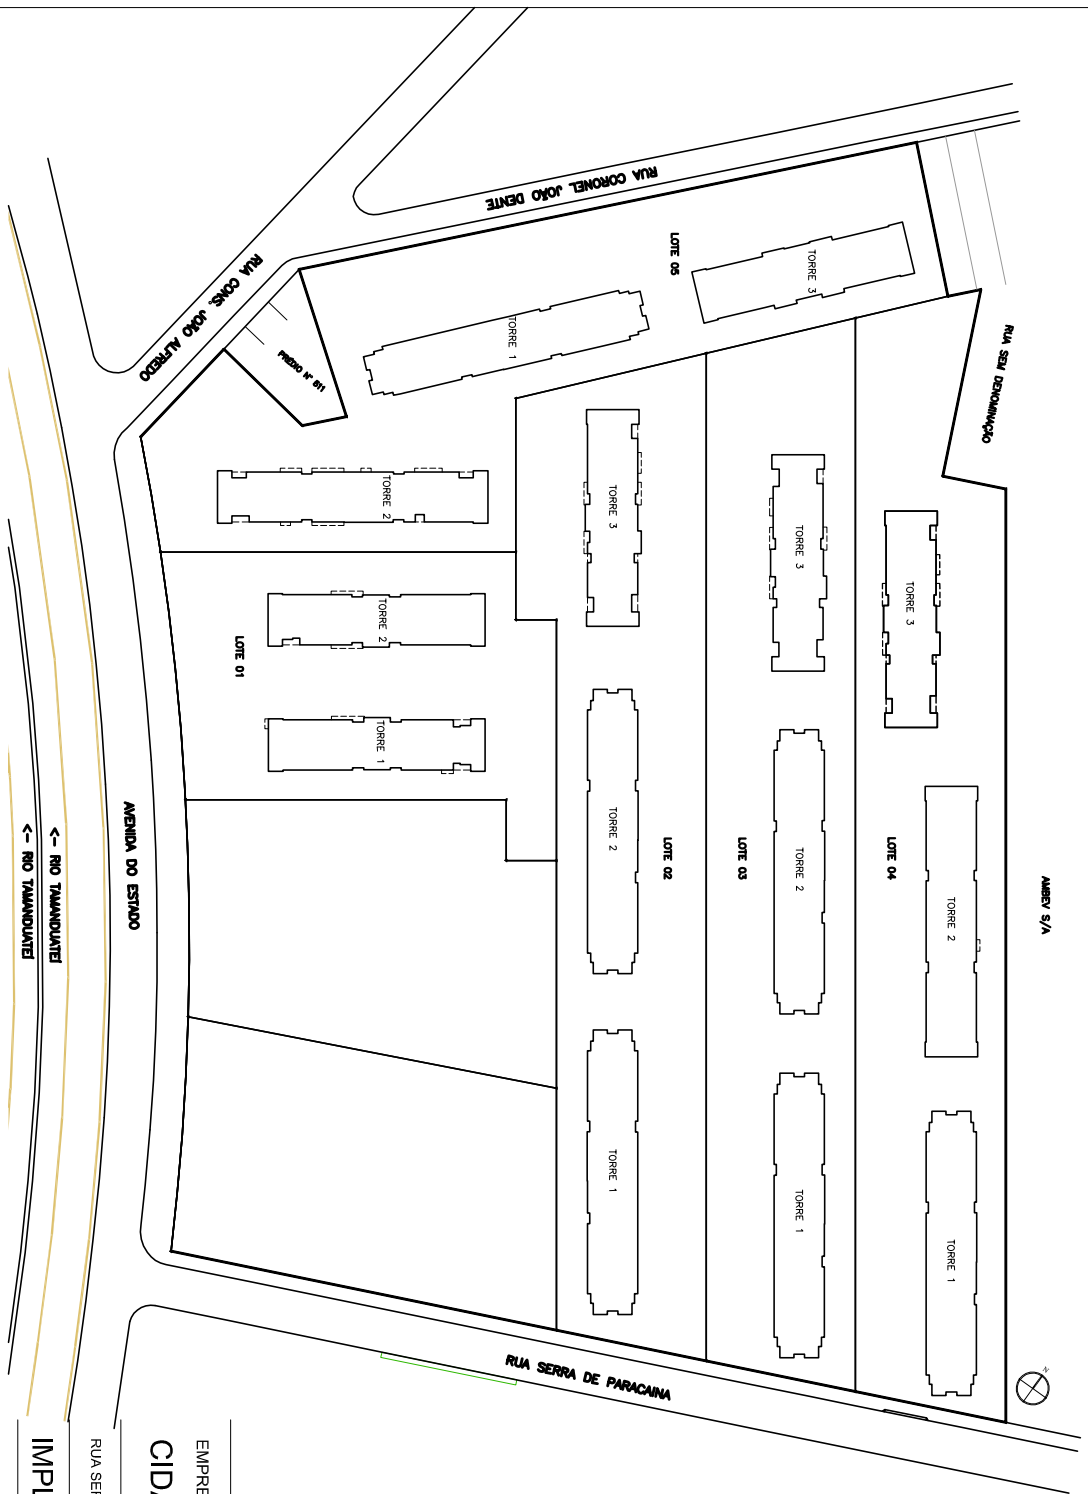 RUA CORONEL JOÃO DENTE
RUA CONS. JOÃO ALFREDO
PRÉDIO Nº 611
RUA SEM DENOMINAÇÃO
LOTE 05
TORRE 3
TORRE 1
TORRE 2
TORRE 3
TORRE 3
TORRE 3
LOTE 01
TORRE 2
TORRE 1
LOTE 02
TORRE 2
TORRE 1
LOTE 03
TORRE 2
TORRE 1
LOTE 04
TORRE 2
TORRE 1
AMBEV S/A
AVENIDA DO ESTADO
<- RIO TAMANDUATEÍ
<- RIO TAMANDUATEÍ
RUA SERRA DE PARACAINA
N
EMPRE
CIDA
RUA SER
IMPL